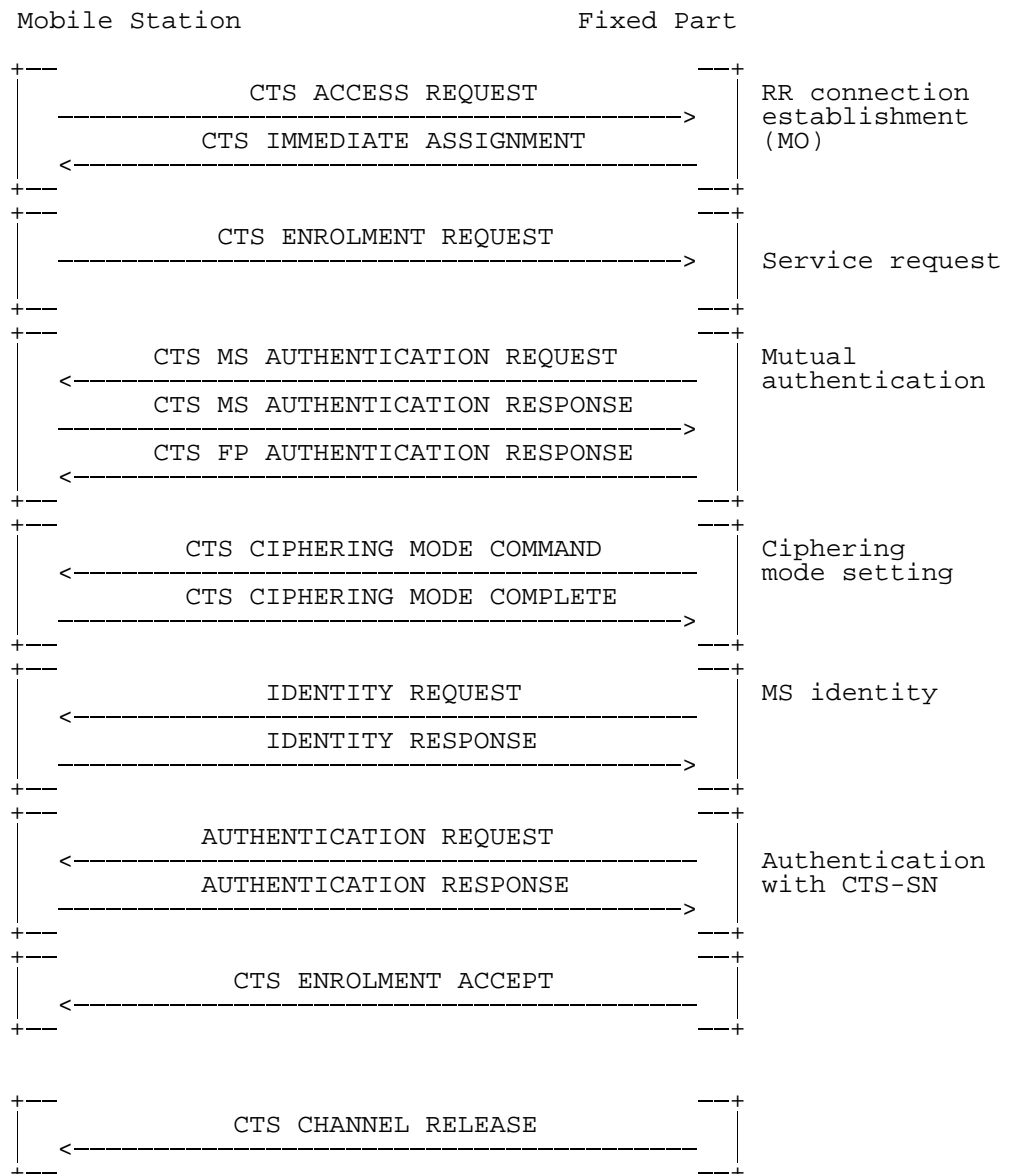 Mobile Station Fixed Part
CTS ACCESS REQUEST RR connection
establishment
CTS IMMEDIATE ASSIGNMENT (MO)
CTS ENROLMENT REQUEST
Service request
CTS MS AUTHENTICATION REQUEST Mutual
authentication
CTS MS AUTHENTICATION RESPONSE
CTS FP AUTHENTICATION RESPONSE
CTS CIPHERING MODE COMMAND Ciphering
mode setting
CTS CIPHERING MODE COMPLETE
IDENTITY REQUEST MS identity
IDENTITY RESPONSE
AUTHENTICATION REQUEST
Authentication
AUTHENTICATION RESPONSE with CTS-SN
CTS ENROLMENT ACCEPT
CTS CHANNEL RELEASE